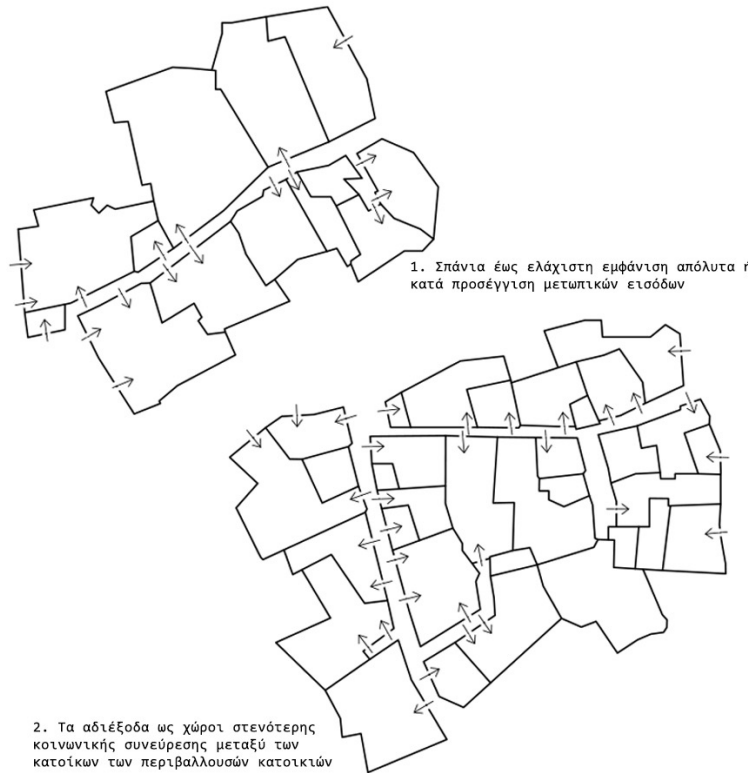 1. Σπάνια έως ελάχιστη εμφάνιση απόλυτα ή
κατά προσέγγιση μετωπικών εισόδων
2. Τα αδιέξοδα ως χώροι στενότερης
κοινωνικής συνεύρεσης μεταξύ των
κατοίκων των περιβαλλουσών κατοικιών